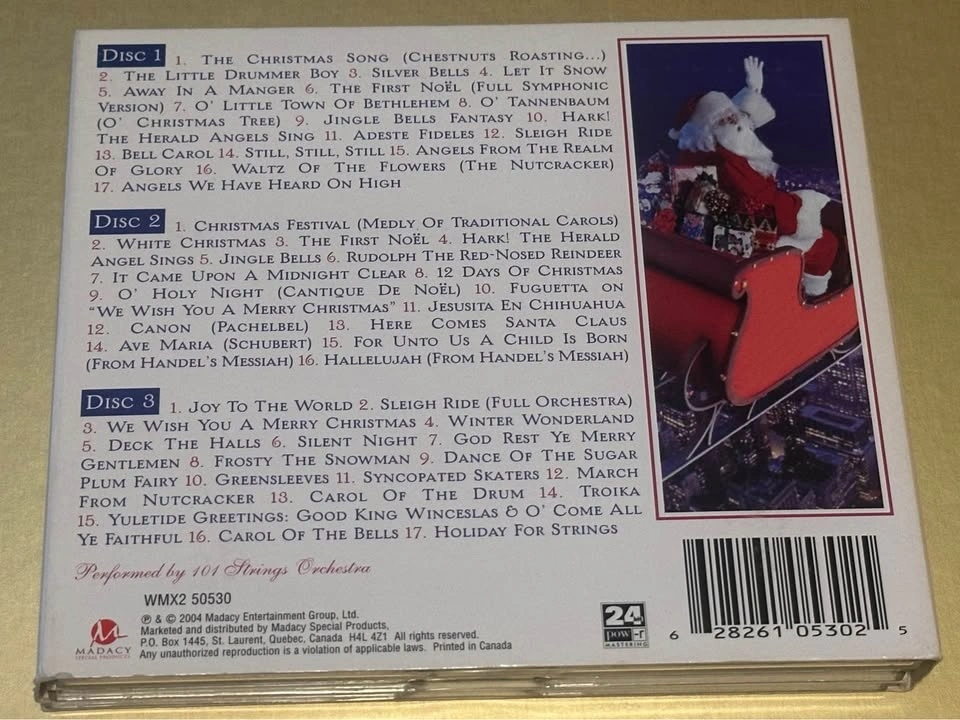 Disc 1 1. The Christmas Song (Chestnuts Roasting...)
2. The Little Drummer Boy 3. Silver Bells 4. Let It Snow
5. Away In A Manger 6. The First Noël (Full Symphonic
Version) 7. O' Little Town Of Bethlehem 8. O' Tannenbaum
(O' Christmas Tree) 9. Jingle Bells Fantasy 10. Hark!
The Herald Angels Sing 11. Adeste Fideles 12. Sleigh Ride
13. Bell Carol 14. Still, Still, Still 15. Angels From The Realm
Of Glory 16. Waltz Of The Flowers (The Nutcracker)
17. Angels We Have Heard On High
Disc 2 1. Christmas Festival (Medly Of Traditional Carols)
2. White Christmas 3. The First Noël 4. Hark! The Herald
Angel Sings 5. Jingle Bells 6. Rudolph The Red-Nosed Reindeer
7. It Came Upon A Midnight Clear 8. 12 Days Of Christmas
9. O' Holy Night (Cantique De Noël) 10. Fuguetta on
"We Wish You A Merry Christmas" 11. Jesusita En Chihuahua
12. Canon (Pachelbel) 13. Here Comes Santa Claus
14. Ave Maria (Schubert) 15. For Unto Us A Child Is Born
(From Handel's Messiah) 16. Hallelujah (From Handel's Messiah)
Disc 3 1. Joy To The World 2. Sleigh Ride (Full Orchestra)
3. We Wish You A Merry Christmas 4. Winter Wonderland
5. Deck The Halls 6. Silent Night 7. God Rest Ye Merry
Gentlemen 8. Frosty The Snowman 9. Dance Of The Sugar
Plum Fairy 10. Greensleeves 11. Syncopated Skaters 12. March
From Nutcracker 13. Carol Of The Drum 14. Troika
15. Yuletide Greetings: Good King Winceslas & O' Come All
Ye Faithful 16. Carol Of The Bells 17. Holiday For Strings
Performed by 101 Strings Orchestra
WMX2 50530
℗ & © 2004 Madacy Entertainment Group, Ltd.
Marketed and distributed by Madacy Special Products,
P.O. Box 1445, St. Laurent, Quebec, Canada H4L 4Z1 All rights reserved.
Any unauthorized reproduction is a violation of applicable laws. Printed in Canada
MADACY
SPECIAL PRODUCTS
24 bit
pow-r
MASTERING
6 28261 05302 5